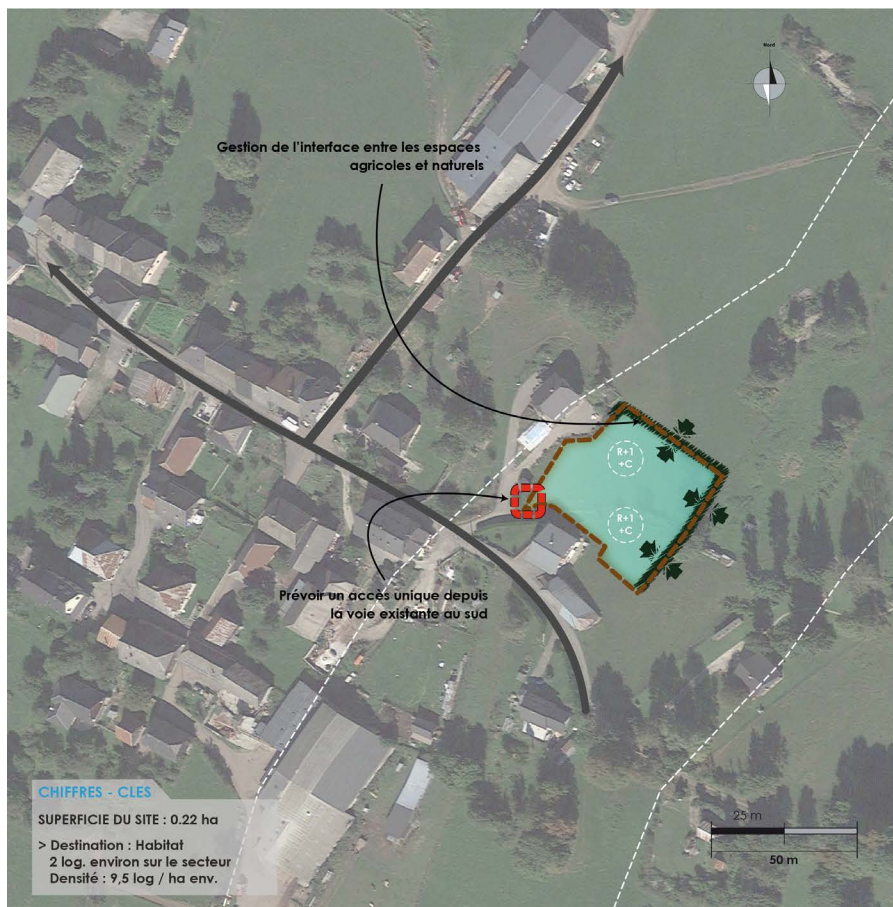 Nord
Gestion de l'interface entre les espaces
agricoles et naturels
R+1
+C
R+1
+C
Prévoir un accès unique depuis
la voie existante au sud
CHIFFRES - CLES
SUPERFICIE DU SITE : 0.22 ha
> Destination : Habitat
2 log. environ sur le secteur
Densité : 9,5 log / ha env.
25 m
50 m